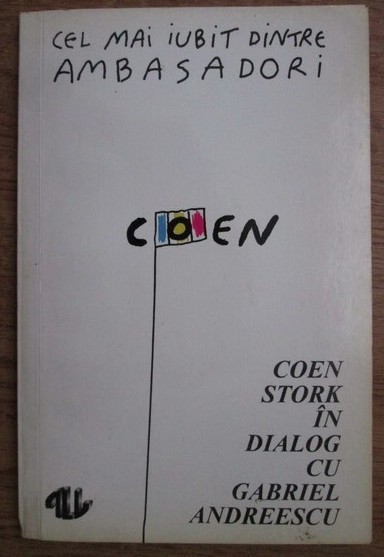 CEL MAI IUBIT DINTRE
AMBASADORI
COEN
COEN
STORK
ÎN
DIALOG
CU
GABRIEL
ANDREESCU